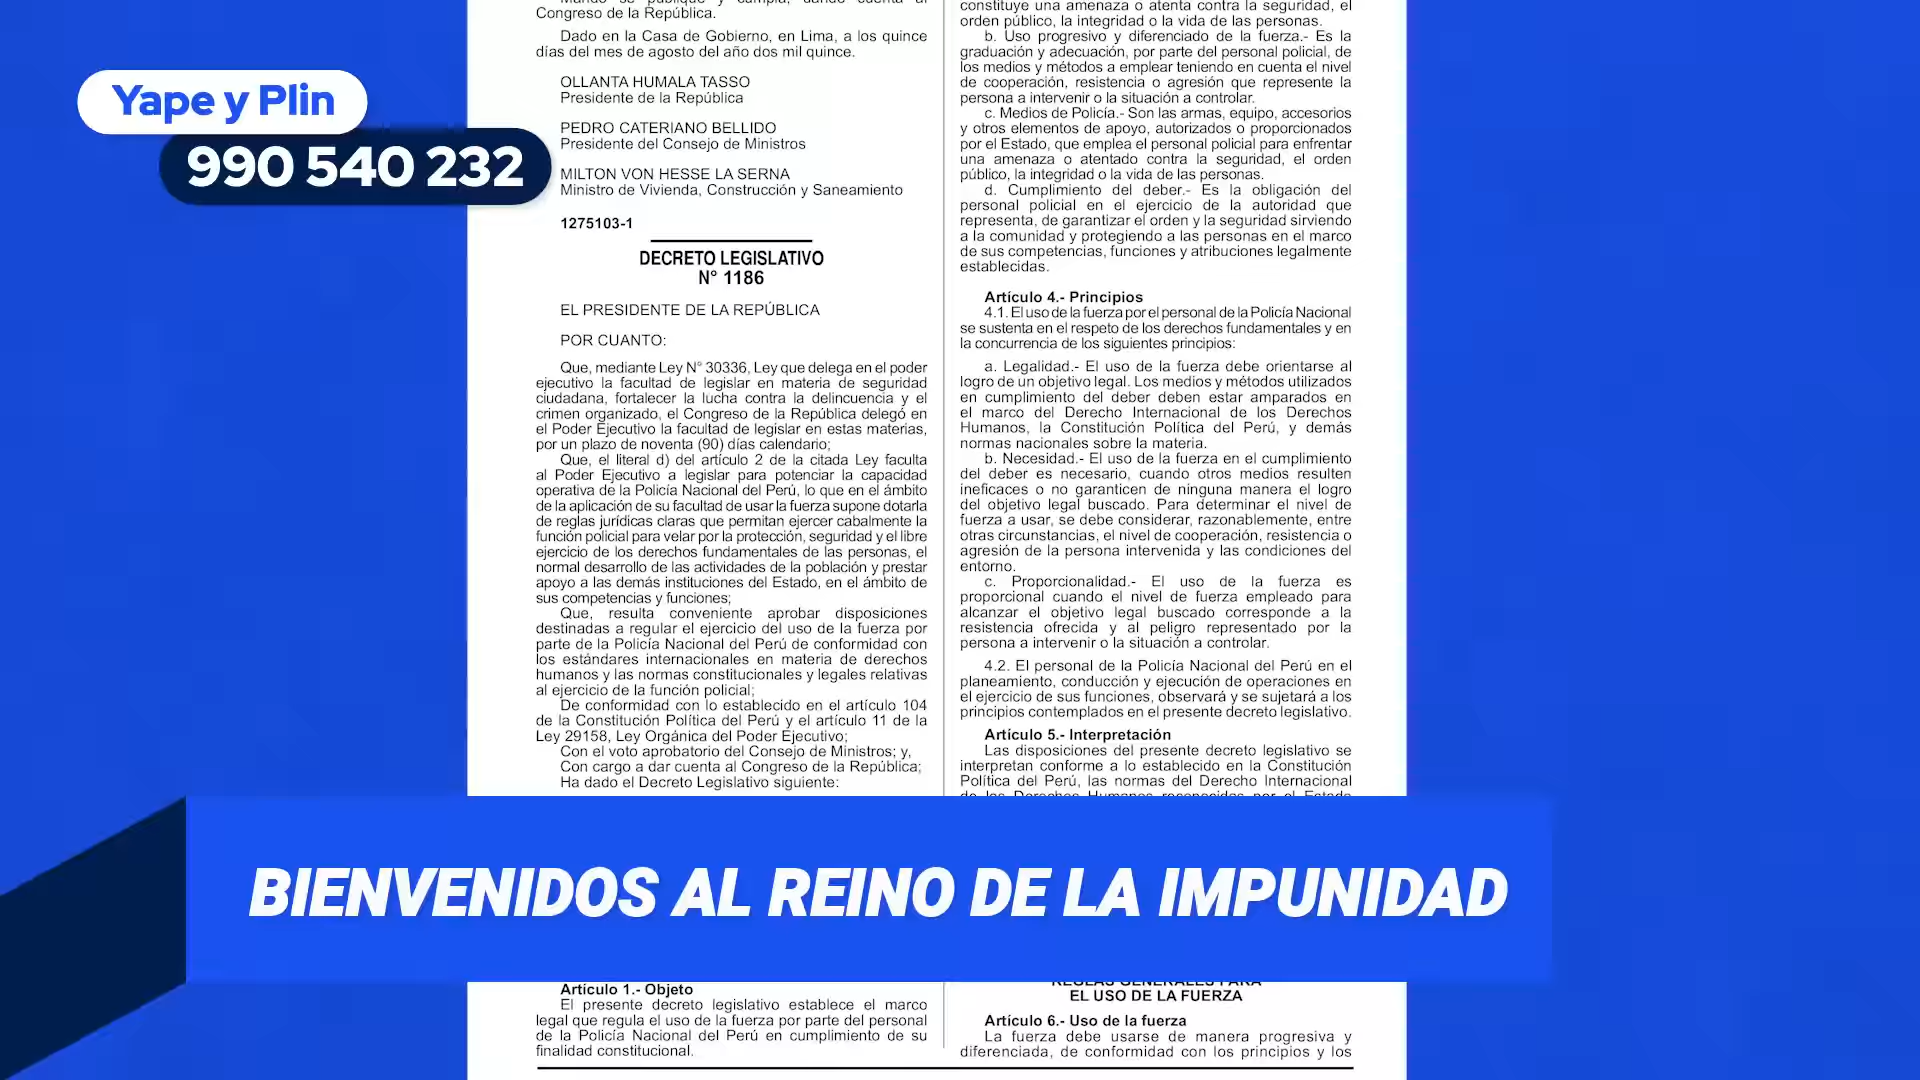 Yape y Plin
990 540 232
Mando se publique y cumpla, dando cuenta al
Congreso de la República.
Dado en la Casa de Gobierno, en Lima, a los quince
días del mes de agosto del año dos mil quince.
OLLANTA HUMALA TASSO
Presidente de la República
PEDRO CATERIANO BELLIDO
Presidente del Consejo de Ministros
MILTON VON HESSE LA SERNA
Ministro de Vivienda, Construcción y Saneamiento
1275103-1
DECRETO LEGISLATIVO
N° 1186
EL PRESIDENTE DE LA REPÚBLICA
POR CUANTO:
Que, mediante Ley N° 30336, Ley que delega en el poder
ejecutivo la facultad de legislar en materia de seguridad
ciudadana, fortalecer la lucha contra la delincuencia y el
crimen organizado, el Congreso de la República delegó en
el Poder Ejecutivo la facultad de legislar en estas materias,
por un plazo de noventa (90) días calendario;
Que, el literal d) del artículo 2 de la citada Ley faculta
al Poder Ejecutivo a legislar para potenciar la capacidad
operativa de la Policía Nacional del Perú, lo que en el ámbito
de la aplicación de su facultad de usar la fuerza supone dotarla
de reglas jurídicas claras que permitan ejercer cabalmente la
función policial para velar por la protección, seguridad y el libre
ejercicio de los derechos fundamentales de las personas, el
normal desarrollo de las actividades de la población y prestar
apoyo a las demás instituciones del Estado, en el ámbito de
sus competencias y funciones;
Que, resulta conveniente aprobar disposiciones
destinadas a regular el ejercicio del uso de la fuerza por
parte de la Policía Nacional del Perú de conformidad con
los estándares internacionales en materia de derechos
humanos y las normas constitucionales y legales relativas
al ejercicio de la función policial;
De conformidad con lo establecido en el artículo 104
de la Constitución Política del Perú y el artículo 11 de la
Ley 29158, Ley Orgánica del Poder Ejecutivo;
Con el voto aprobatorio del Consejo de Ministros; y,
Con cargo a dar cuenta al Congreso de la República;
Ha dado el Decreto Legislativo siguiente:
Artículo 1.- Objeto
El presente decreto legislativo establece el marco
legal que regula el uso de la fuerza por parte del personal
de la Policía Nacional del Perú en cumplimiento de su
finalidad constitucional.
constituye una amenaza o atenta contra la seguridad, el
orden público, la integridad o la vida de las personas.
b. Uso progresivo y diferenciado de la fuerza.- Es la
graduación y adecuación, por parte del personal policial, de
los medios y métodos a emplear teniendo en cuenta el nivel
de cooperación, resistencia o agresión que represente la
persona a intervenir o la situación a controlar.
c. Medios de Policía.- Son las armas, equipo, accesorios
y otros elementos de apoyo, autorizados o proporcionados
por el Estado, que emplea el personal policial para enfrentar
una amenaza o atentado contra la seguridad, el orden
público, la integridad o la vida de las personas.
d. Cumplimiento del deber.- Es la obligación del
personal policial en el ejercicio de la autoridad que
representa, de garantizar el orden y la seguridad sirviendo
a la comunidad y protegiendo a las personas en el marco
de sus competencias, funciones y atribuciones legalmente
establecidas.
Artículo 4.- Principios
4.1. El uso de la fuerza por el personal de la Policía Nacional
se sustenta en el respeto de los derechos fundamentales y en
la concurrencia de los siguientes principios:
a. Legalidad.- El uso de la fuerza debe orientarse al
logro de un objetivo legal. Los medios y métodos utilizados
en cumplimiento del deber deben estar amparados en
el marco del Derecho Internacional de los Derechos
Humanos, la Constitución Política del Perú, y demás
normas nacionales sobre la materia.
b. Necesidad.- El uso de la fuerza en el cumplimiento
del deber es necesario, cuando otros medios resulten
ineficaces o no garanticen de ninguna manera el logro
del objetivo legal buscado. Para determinar el nivel de
fuerza a usar, se debe considerar, razonablemente, entre
otras circunstancias, el nivel de cooperación, resistencia o
agresión de la persona intervenida y las condiciones del
entorno.
c. Proporcionalidad.- El uso de la fuerza es
proporcional cuando el nivel de fuerza empleado para
alcanzar el objetivo legal buscado corresponde a la
resistencia ofrecida y al peligro representado por la
persona a intervenir o la situación a controlar.
4.2. El personal de la Policía Nacional del Perú en el
planeamiento, conducción y ejecución de operaciones en
el ejercicio de sus funciones, observará y se sujetará a los
principios contemplados en el presente decreto legislativo.
Artículo 5.- Interpretación
Las disposiciones del presente decreto legislativo se
interpretan conforme a lo establecido en la Constitución
Política del Perú, las normas del Derecho Internacional
de los Derechos Humanos reconocidas por el Estado
REGLAS GENERALES PARA
EL USO DE LA FUERZA
Artículo 6.- Uso de la fuerza
La fuerza debe usarse de manera progresiva y
diferenciada, de conformidad con los principios y los
BIENVENIDOS AL REINO DE LA IMPUNIDAD